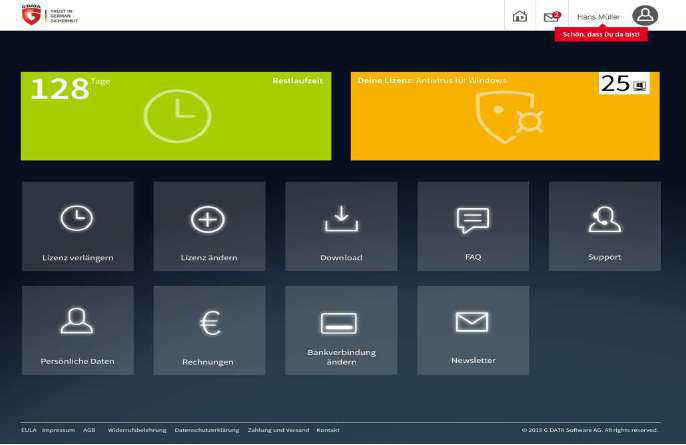 G DATA
TRUST IN
GERMAN
SICHERHEIT
Hans Müller
Schön, dass Du da bist!
128 Tage
Restlaufzeit
Deine Lizenz: Antivirus für Windows
25
Lizenz verlängern
Lizenz ändern
Download
FAQ
Support
Persönliche Daten
Rechnungen
Bankverbindung
ändern
Newsletter
EULA Impressum AGB Widerrufsbelehrung Datenschutzerklärung Zahlung und Versand Kontakt
© 2018 G DATA Software AG. All rights reserved.